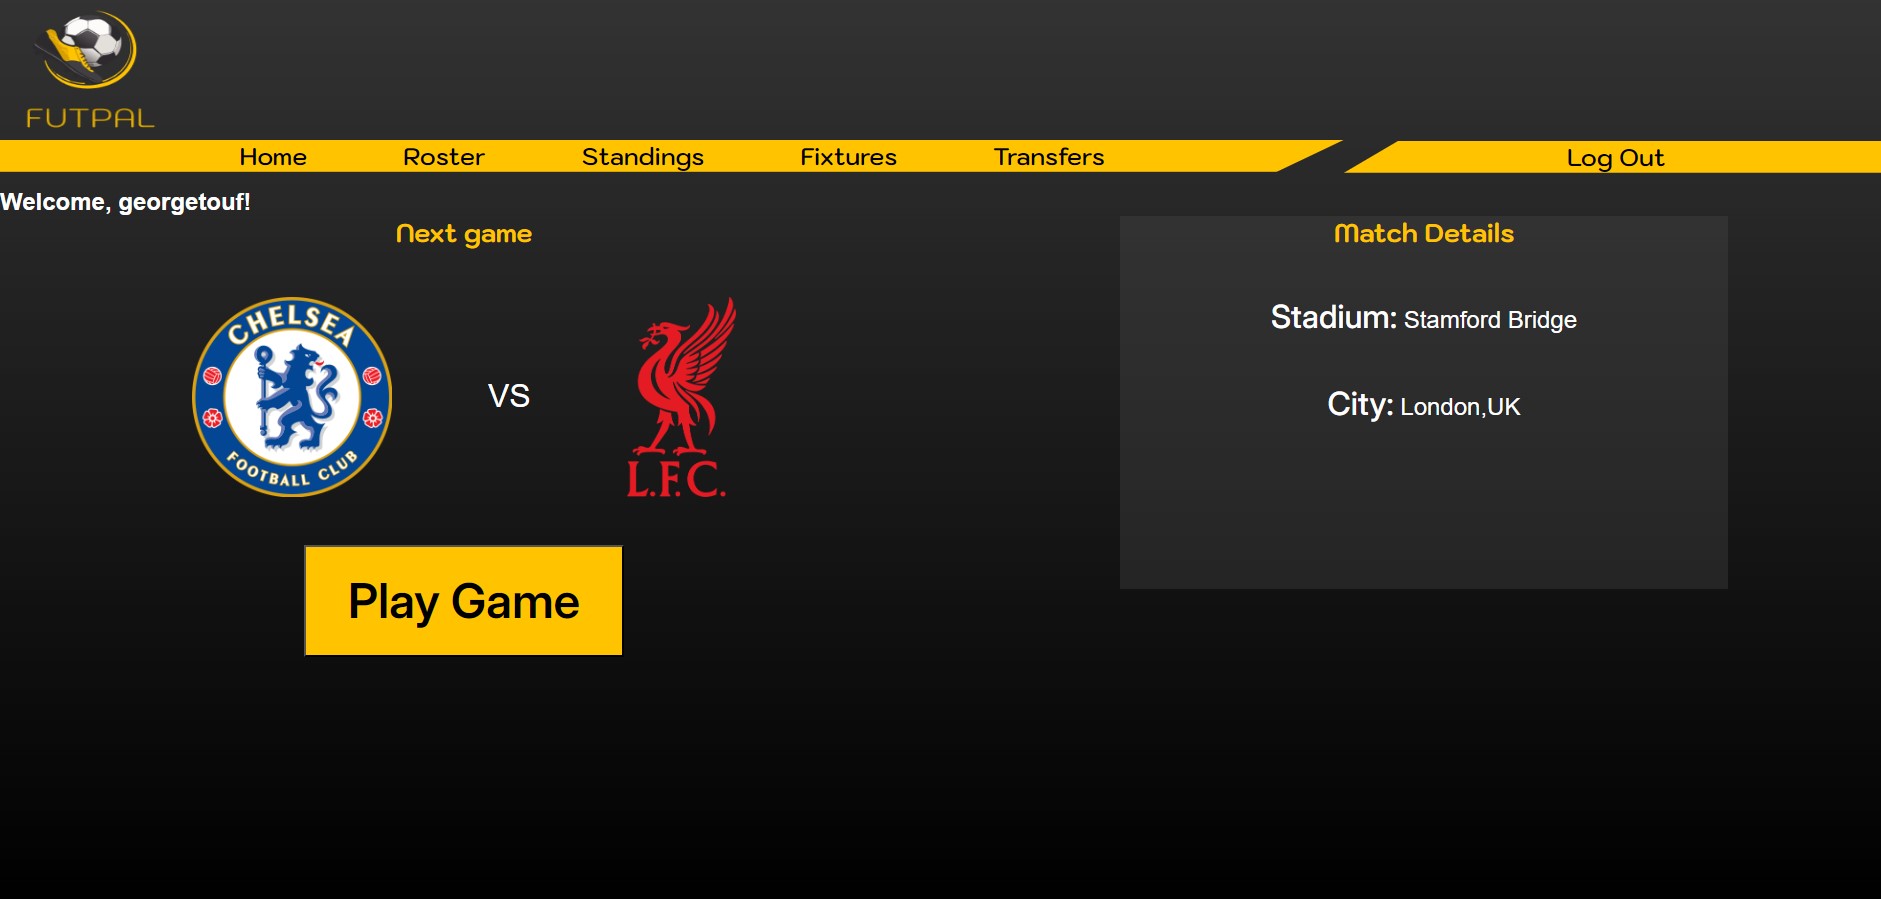 FUTPAL
Home Roster Standings Fixtures Transfers Log Out
Welcome, georgetouf!
Next game
Match Details
CHELSEA
FOOTBALL CLUB
VS
L.F.C.
Stadium: Stamford Bridge
City: London,UK
Play Game